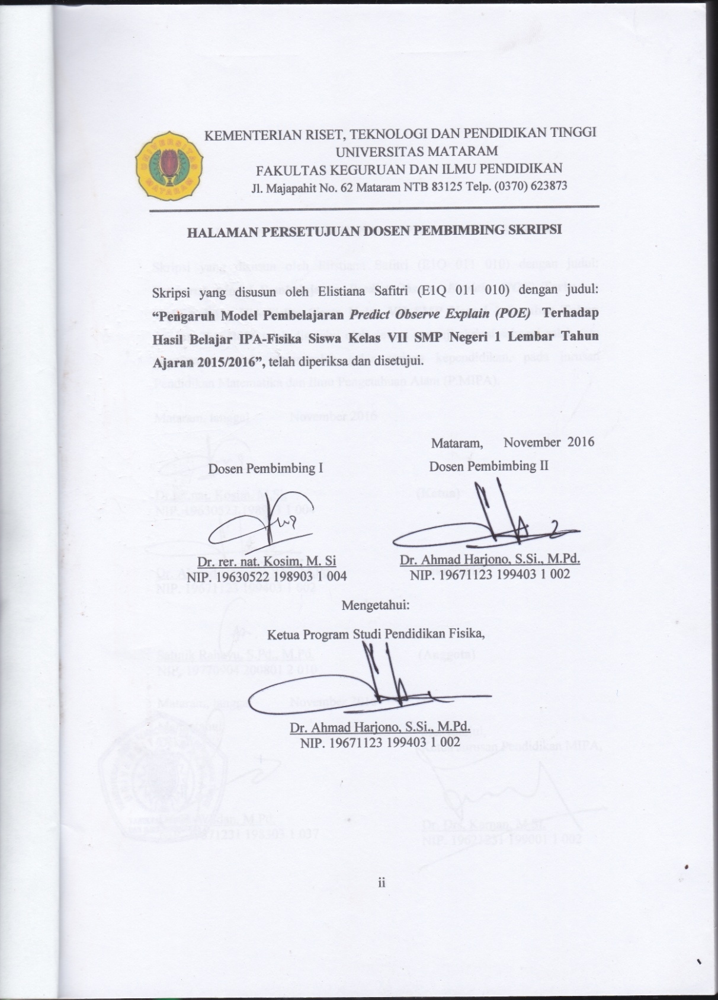 UNIVERSITAS
MATARAM
KEMENTERIAN RISET, TEKNOLOGI DAN PENDIDIKAN TINGGI
UNIVERSITAS MATARAM
FAKULTAS KEGURUAN DAN ILMU PENDIDIKAN
Jl. Majapahit No. 62 Mataram NTB 83125 Telp. (0370) 623873
HALAMAN PERSETUJUAN DOSEN PEMBIMBING SKRIPSI
Skripsi yang disusun oleh Elistiana Safitri (E1Q 011 010) dengan judul:
“Pengaruh Model Pembelajaran Predict Observe Explain (POE) Terhadap
Hasil Belajar IPA-Fisika Siswa Kelas VII SMP Negeri 1 Lembar Tahun
Ajaran 2015/2016”, telah diperiksa dan disetujui.
Mataram, November 2016
Dosen Pembimbing I
Dosen Pembimbing II
Dr. rer. nat. Kosim, M. Si
NIP. 19630522 198903 1 004
Dr. Ahmad Harjono, S.Si., M.Pd.
NIP. 19671123 199403 1 002
Mengetahui:
Ketua Program Studi Pendidikan Fisika,
Dr. Ahmad Harjono, S.Si., M.Pd.
NIP. 19671123 199403 1 002
ii